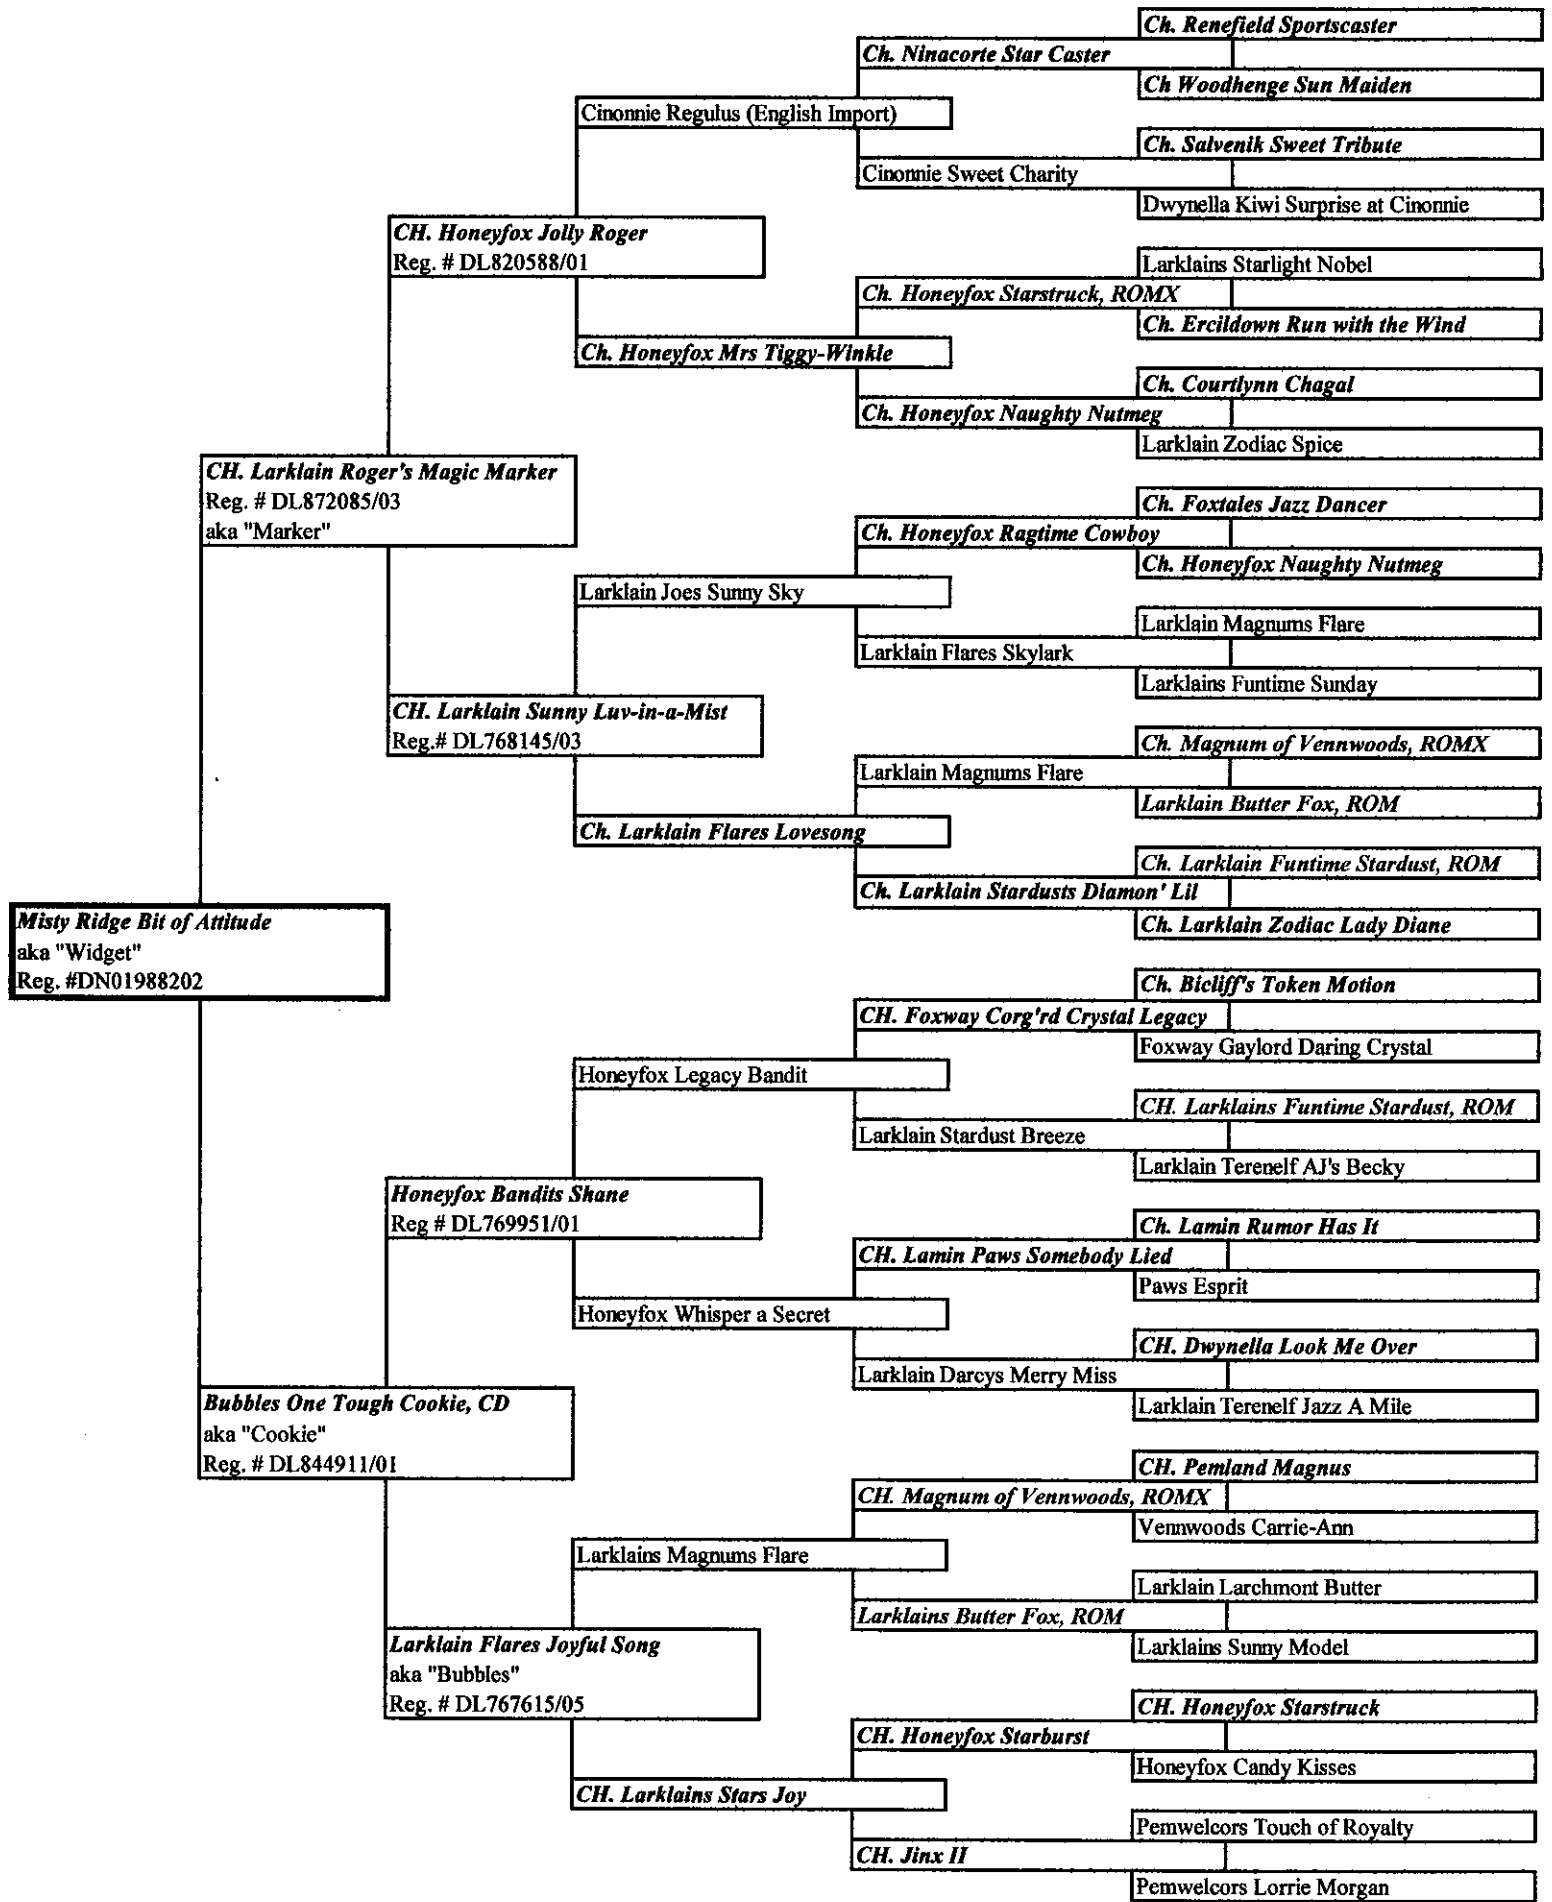 Ch. Renefield Sportscaster
Ch. Ninacorte Star Caster
Ch Woodhenge Sun Maiden
Cinonnie Regulus (English Import)
Ch. Salvenik Sweet Tribute
Cinonnie Sweet Charity
Dwynella Kiwi Surprise at Cinonnie
CH. Honeyfox Jolly Roger
Reg. # DL820588/01
Larklains Starlight Nobel
Ch. Honeyfox Starstruck, ROMX
Ch. Ercildown Run with the Wind
Ch. Honeyfox Mrs Tiggy-Winkle
Ch. Courtlynn Chagal
Ch. Honeyfox Naughty Nutmeg
Larklain Zodiac Spice
CH. Larklain Roger's Magic Marker
Reg. # DL872085/03
aka "Marker"
Ch. Foxtales Jazz Dancer
Ch. Honeyfox Ragtime Cowboy
Ch. Honeyfox Naughty Nutmeg
Larklain Joes Sunny Sky
Larklain Magnums Flare
Larklain Flares Skylark
Larklains Funtime Sunday
CH. Larklain Sunny Luv-in-a-Mist
Reg.# DL768145/03
Ch. Magnum of Vennwoods, ROMX
Larklain Magnums Flare
Larklain Butter Fox, ROM
Ch. Larklain Flares Lovesong
Ch. Larklain Funtime Stardust, ROM
Ch. Larklain Stardusts Diamon' Lil
Ch. Larklain Zodiac Lady Diane
Misty Ridge Bit of Attitude
aka "Widget"
Reg. #DN01988202
Ch. Bicliff's Token Motion
CH. Foxway Corg'rd Crystal Legacy
Foxway Gaylord Daring Crystal
Honeyfox Legacy Bandit
CH. Larklains Funtime Stardust, ROM
Larklain Stardust Breeze
Larklain Terenelf AJ's Becky
Honeyfox Bandits Shane
Reg # DL769951/01
Ch. Lamin Rumor Has It
CH. Lamin Paws Somebody Lied
Paws Esprit
Honeyfox Whisper a Secret
CH. Dwynella Look Me Over
Larklain Darcys Merry Miss
Larklain Terenelf Jazz A Mile
Bubbles One Tough Cookie, CD
aka "Cookie"
Reg. # DL844911/01
CH. Pemland Magnus
CH. Magnum of Vennwoods, ROMX
Vennwoods Carrie-Ann
Larklains Magnums Flare
Larklain Larchmont Butter
Larklains Butter Fox, ROM
Larklains Sunny Model
Larklain Flares Joyful Song
aka "Bubbles"
Reg. # DL767615/05
CH. Honeyfox Starstruck
CH. Honeyfox Starburst
Honeyfox Candy Kisses
CH. Larklains Stars Joy
Pemwelcors Touch of Royalty
CH. Jinx II
Pemwelcors Lorrie Morgan